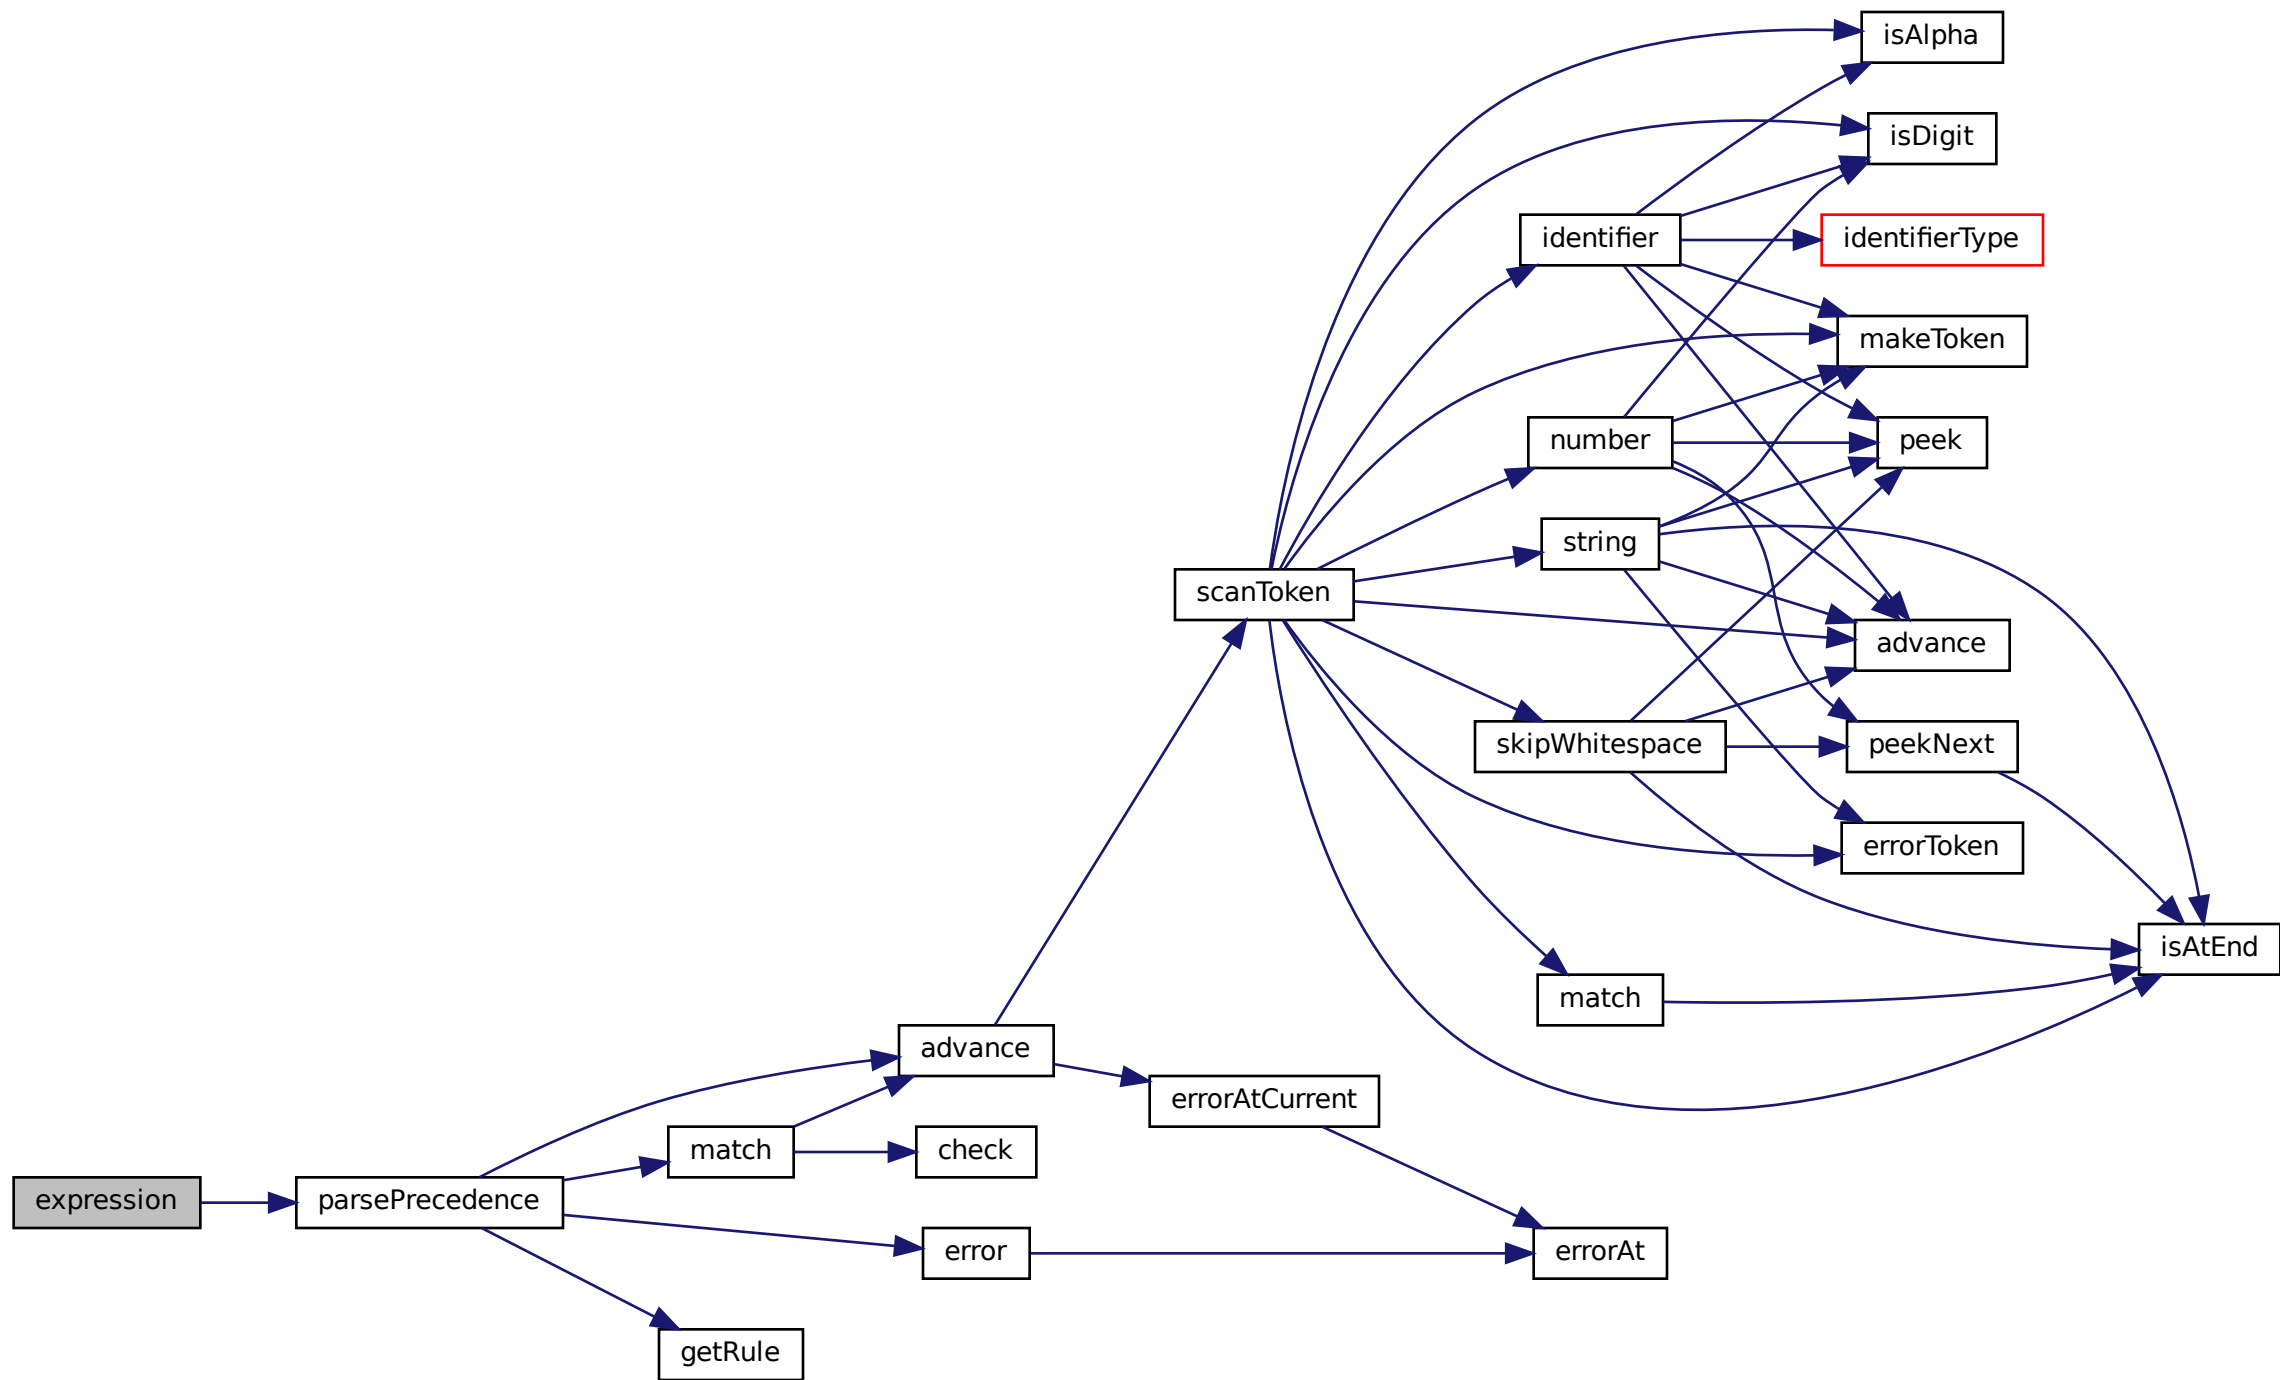 isAlpha
isDigit
identifier
identifierType
makeToken
number
peek
string
scanToken
advance
skipWhitespace
peekNext
errorToken
isAtEnd
match
advance
errorAtCurrent
match
check
expression
parsePrecedence
error
errorAt
getRule